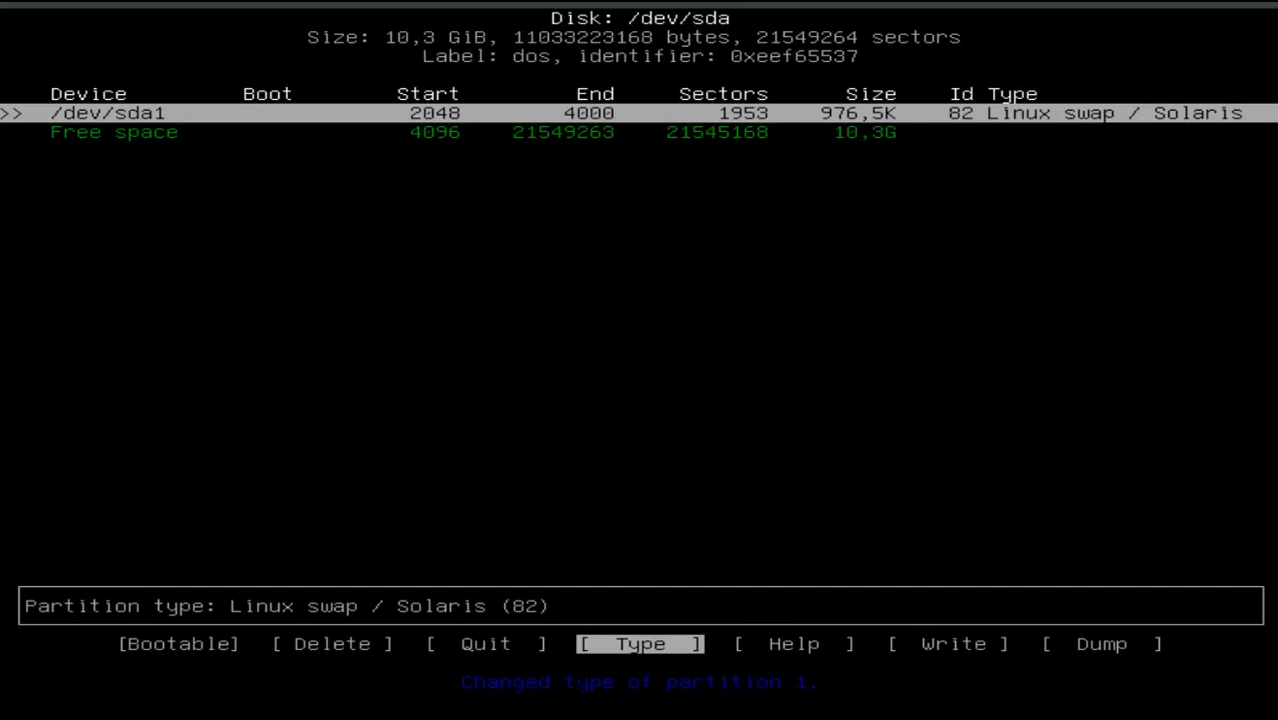 Disk: /dev/sda
Size: 10,3 GiB, 11033223168 bytes, 21549264 sectors
Label: dos, identifier: 0xeef65537
Device Boot Start End Sectors Size Id Type
>> /dev/sda1 2048 4000 1953 976,5K 82 Linux swap / Solaris
Free space 4096 21549263 21545168 10,3G
Partition type: Linux swap / Solaris (82)
[Bootable] [ Delete ] [ Quit ] [ Type ] [ Help ] [ Write ] [ Dump ]
Changed type of partition 1.